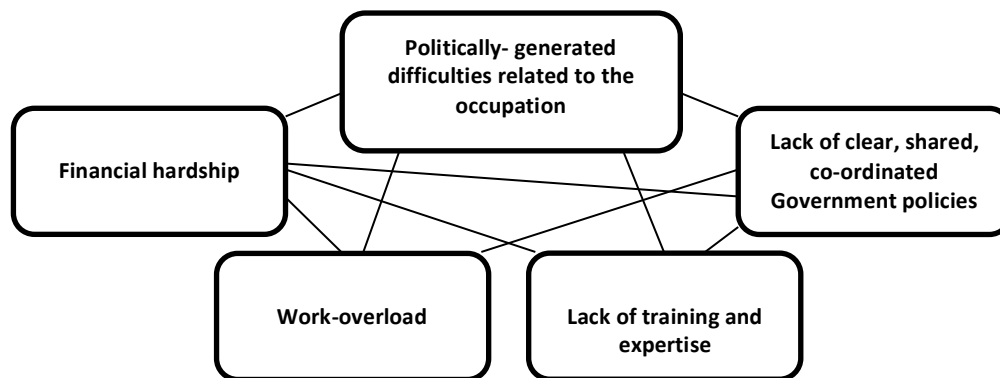 Politically- generated
difficulties related to the
occupation
Financial hardship
Lack of clear, shared,
co-ordinated
Government policies
Work-overload
Lack of training and
expertise